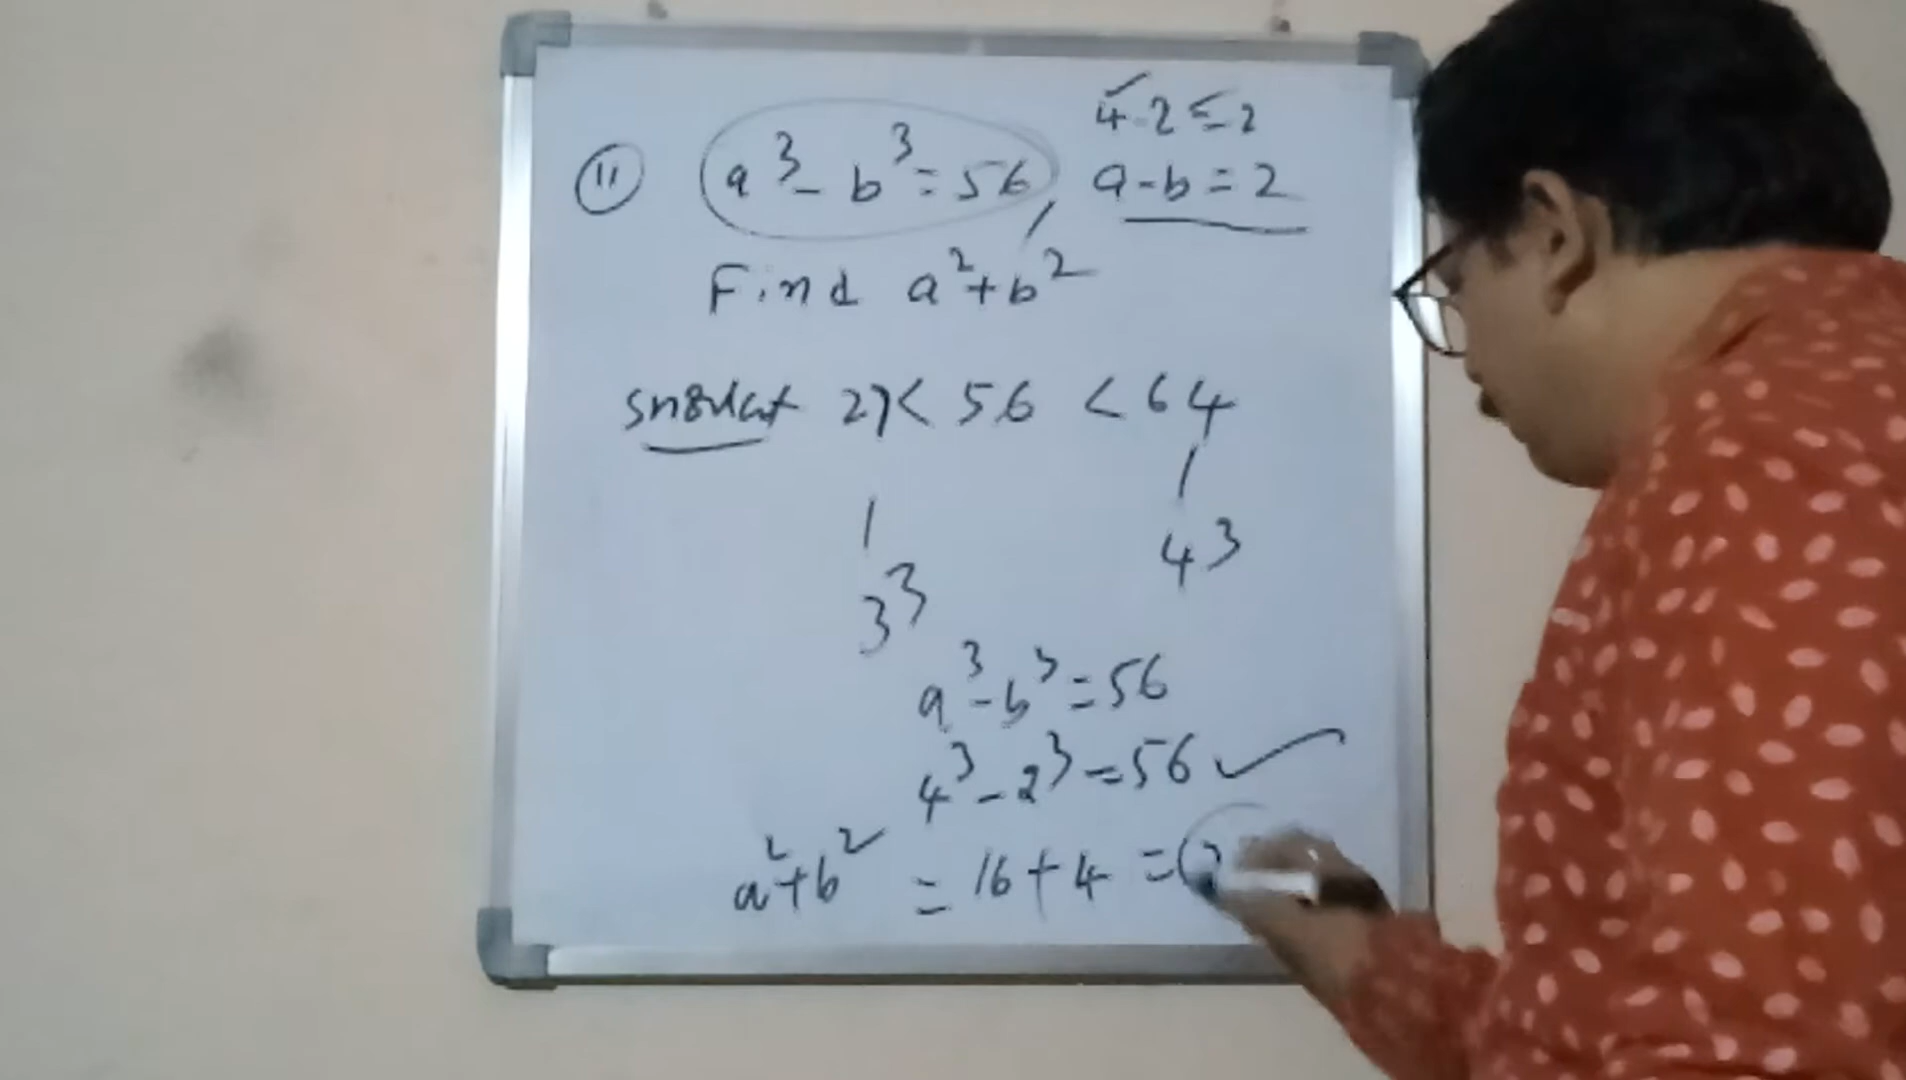 4-2=2
(11) a³-b³=56, a-b=2
Find a²+b²
27< 56 < 64
3³ 4³
a³-b³=56
4³-2³=56 ✓
a²+b² = 16+4 =